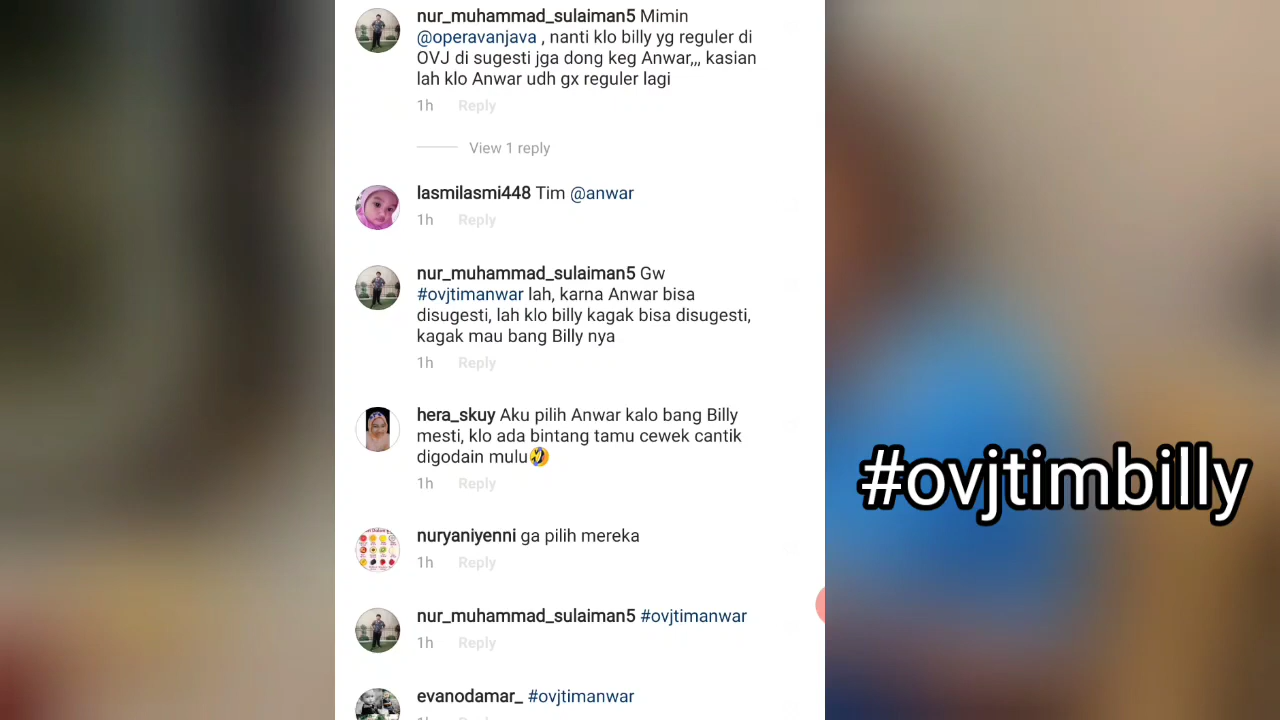 nur_muhammad_sulaiman5 Mimin
@operavanjava , nanti klo billy yg reguler di
OVJ di sugesti jga dong keg Anwar,,, kasian
lah klo Anwar udh gx reguler lagi
1h Reply
View 1 reply
lasmilasmi448 Tim @anwar
1h Reply
nur_muhammad_sulaiman5 Gw
#ovjtimanwar lah, karna Anwar bisa
disugesti, lah klo billy kagak bisa disugesti,
kagak mau bang Billy nya
1h Reply
hera_skuy Aku pilih Anwar kalo bang Billy
mesti, klo ada bintang tamu cewek cantik
digodain mulu🤣
1h Reply
nuryaniyenni ga pilih mereka
1h Reply
nur_muhammad_sulaiman5 #ovjtimanwar
1h Reply
evanodamar_ #ovjtimanwar
#ovjtimbilly